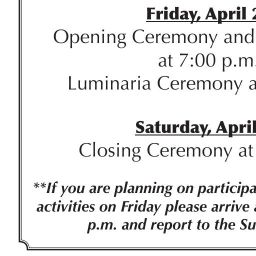 Friday, April 2
Opening Ceremony and
at 7:00 p.m.
Luminaria Ceremony a
Saturday, April
Closing Ceremony at
**If you are planning on participa
activities on Friday please arrive a
p.m. and report to the Su